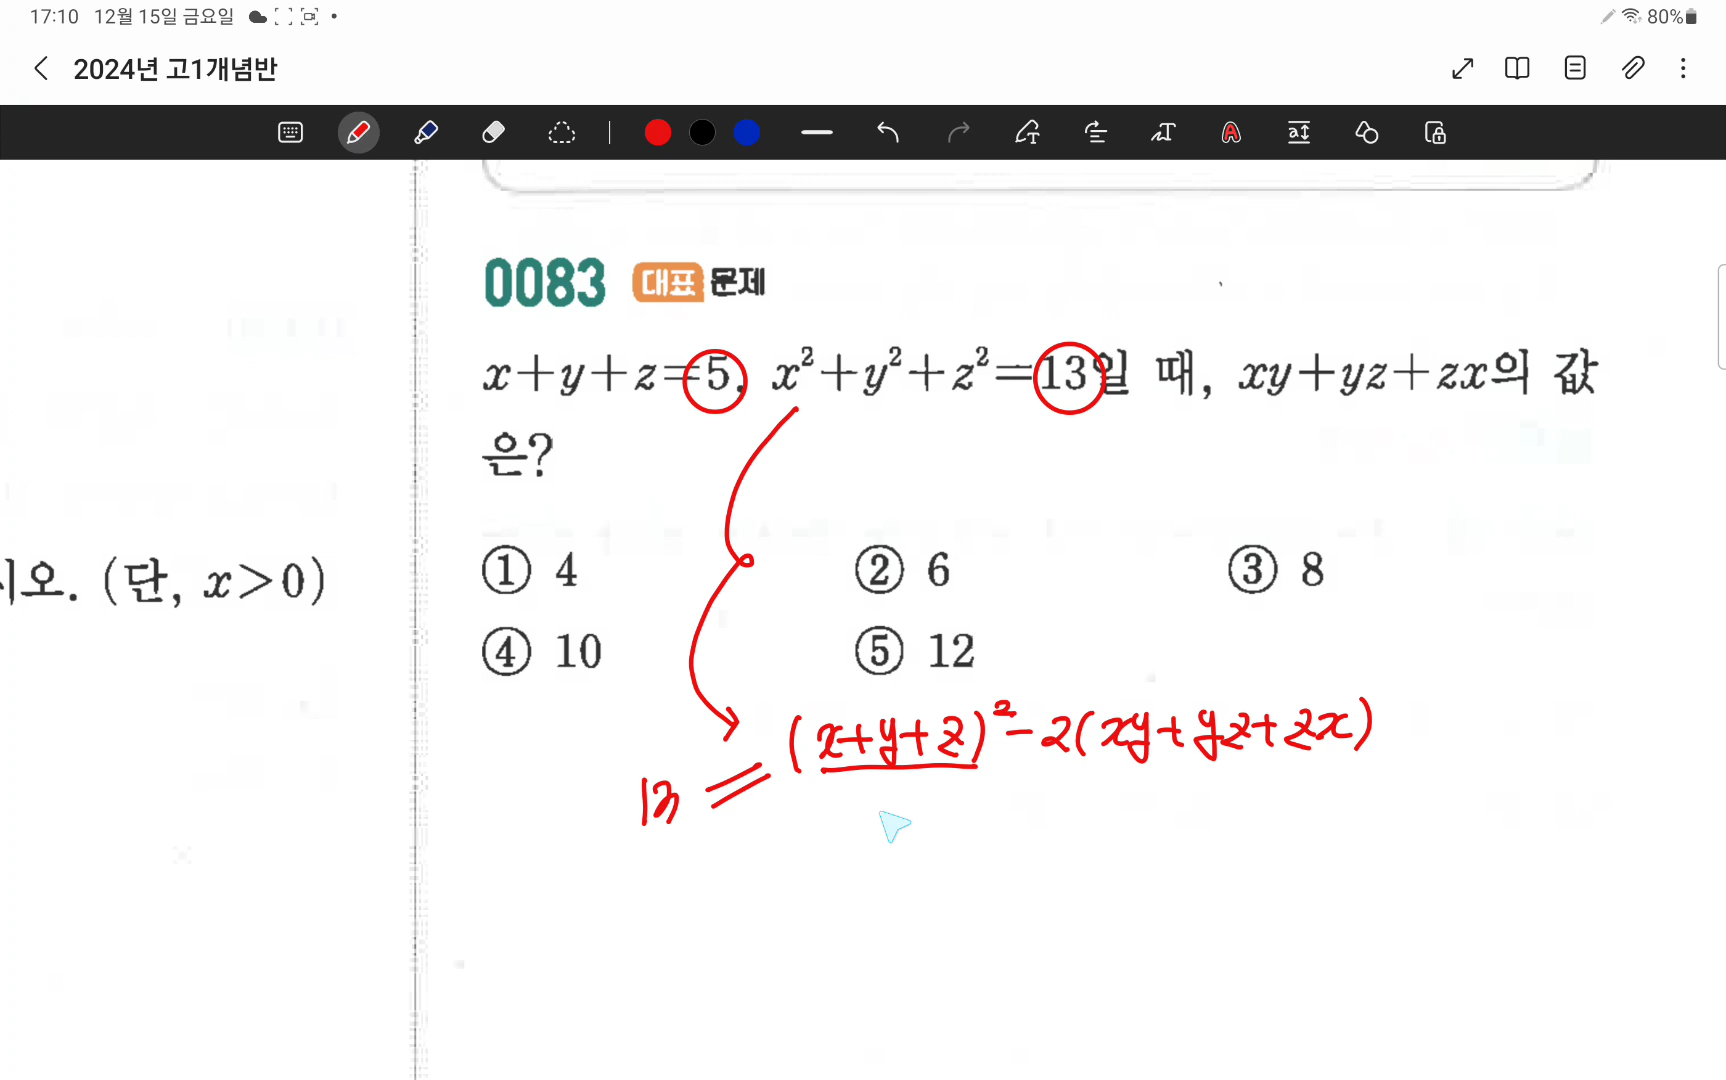 17:10 12월 15일 금요일
80%
2024년 고1개념반
0083 대표 문제
x+y+z=5, x²+y²+z²=13일 때, xy+yz+zx의 값
은?
① 4 ② 6 ③ 8
④ 10 ⑤ 12
시오. (단, x>0)
13 = (x+y+z)²-2(xy+yz+zx)